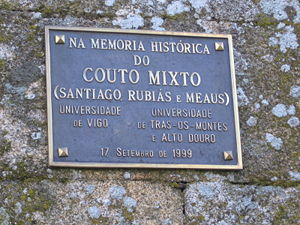 NA MEMORIA HISTÓRICA
DO
COUTO MIXTO
(SANTIAGO, RUBIÁS E MEAUS)
UNIVERSIDADE
DE VIGO
UNIVERSIDADE
DE TRAS-OS-MONTES
E ALTO DOURO
17 SETEMBRO DE 1999